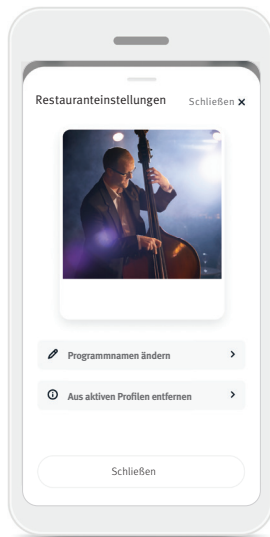 Restauranteinstellungen
Schließen ×
Programmnamen ändern
Aus aktiven Profilen entfernen
Schließen